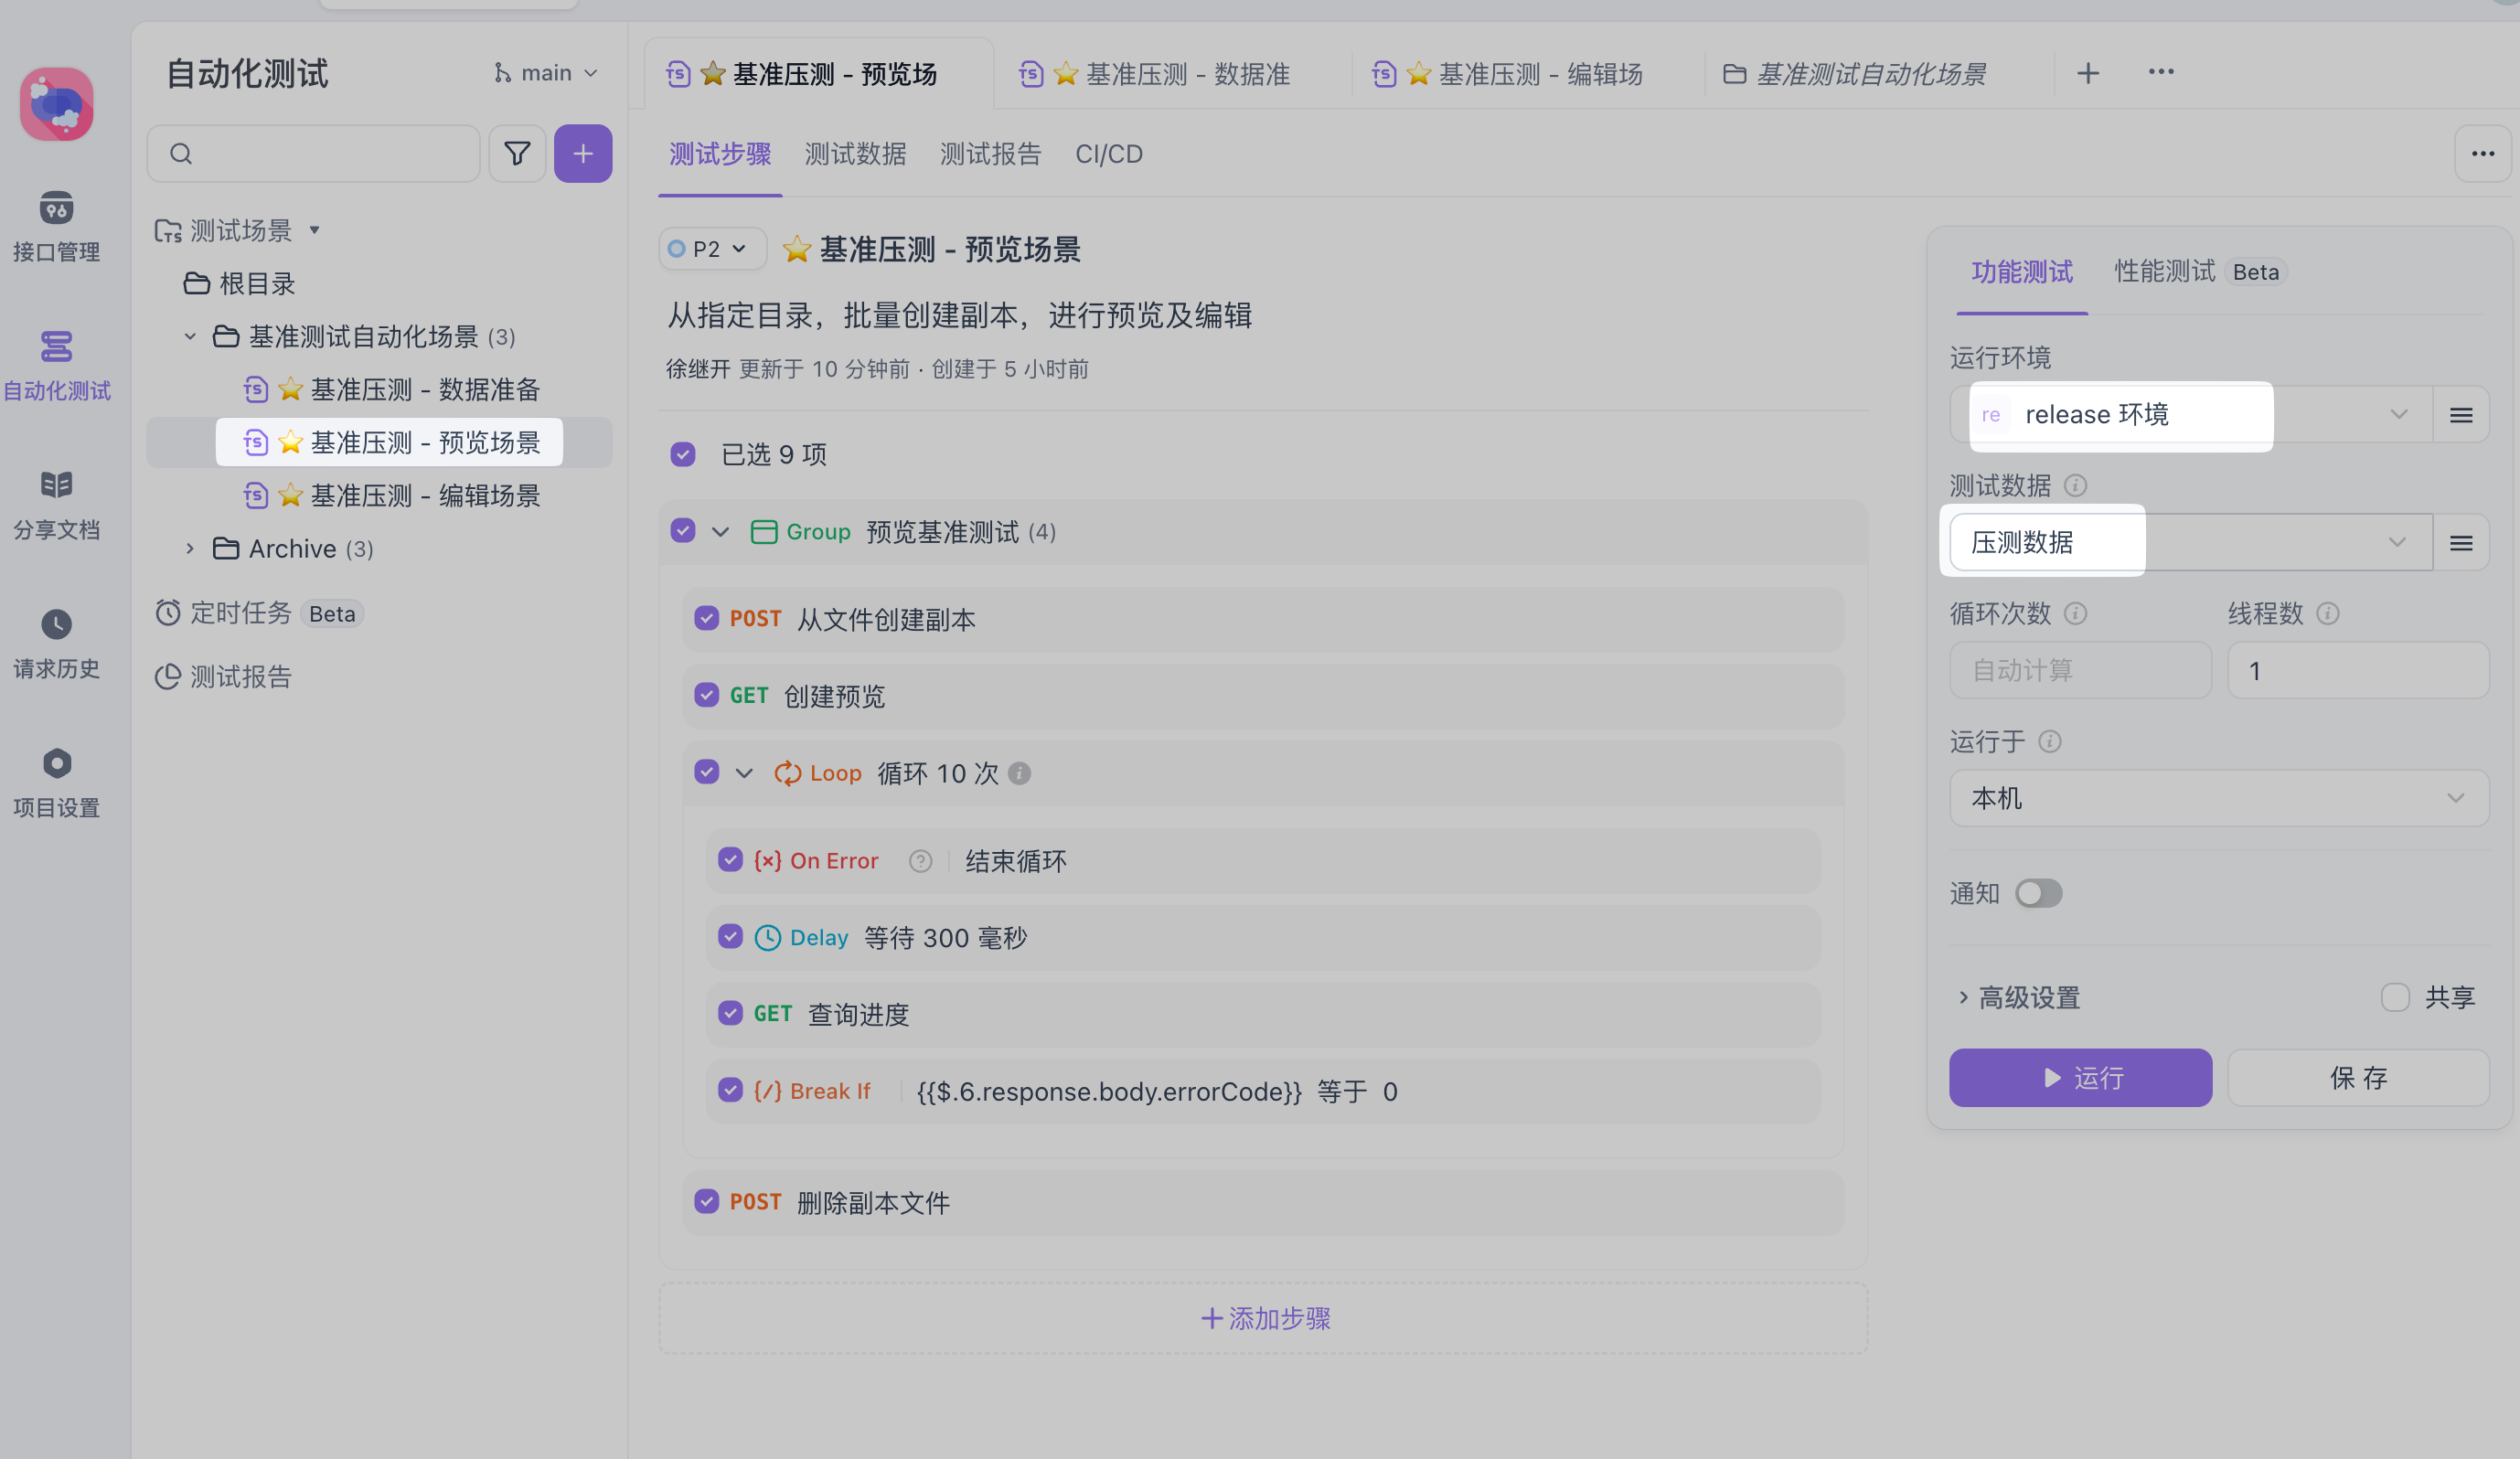 自动化测试
main
接口管理
自动化测试
分享文档
请求历史
项目设置
测试场景
根目录
基准测试自动化场景 (3)
TS ⭐ 基准压测 - 数据准备
TS ⭐ 基准压测 - 预览场景
TS ⭐ 基准压测 - 编辑场景
Archive (3)
定时任务 Beta
测试报告
TS ⭐ 基准压测 - 预览场
TS ⭐ 基准压测 - 数据准
TS ⭐ 基准压测 - 编辑场
基准测试自动化场景
测试步骤 测试数据 测试报告 CI/CD
P2 ⭐ 基准压测 - 预览场景
从指定目录，批量创建副本，进行预览及编辑
徐继开 更新于 10 分钟前 · 创建于 5 小时前
已选 9 项
Group 预览基准测试 (4)
POST 从文件创建副本
GET 创建预览
Loop 循环 10 次
On Error 结束循环
Delay 等待 300 毫秒
GET 查询进度
Break If {{$.6.response.body.errorCode}} 等于 0
POST 删除副本文件
添加步骤
功能测试 性能测试 Beta
运行环境
re release 环境
测试数据
压测数据
循环次数 线程数
自动计算 1
运行于
本机
通知
高级设置 共享
运行 保 存